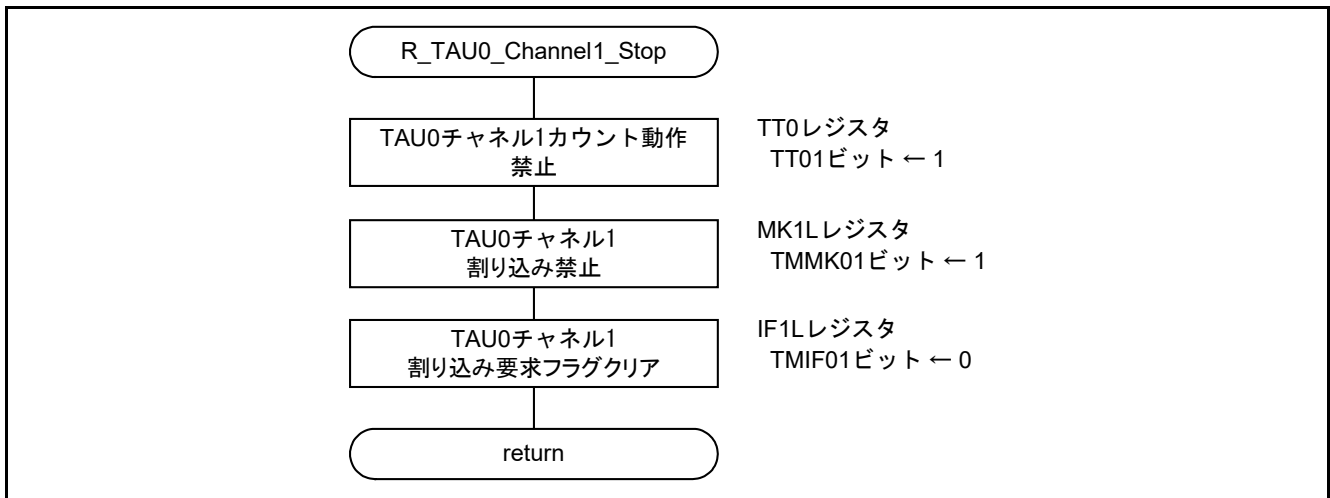 R_TAU0_Channel1_Stop
TAU0チャネル1カウント動作
禁止
TT0レジスタ
TT01ビット ← 1
TAU0チャネル1
割り込み禁止
MK1Lレジスタ
TMMK01ビット ← 1
TAU0チャネル1
割り込み要求フラグクリア
IF1Lレジスタ
TMIF01ビット ← 0
return